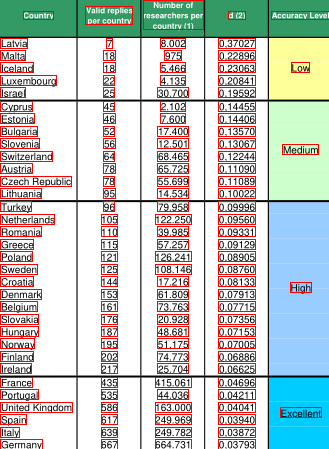 Country Valid replies per country Number of researchers per country (1) d (2) Accuracy Level
Latvia 7 8.002 0,37027
Malta 18 975 0,22896
Iceland 18 5.466 0,23063 Low
Luxembourg 22 4.135 0,20841
Israel 25 30.700 0,19592
Cyprus 45 2.102 0,14455
Estonia 46 7.600 0,14406
Bulgaria 52 17.400 0,13570
Slovenia 56 12.501 0,13067 Medium
Switzerland 64 68.465 0,12244
Austria 78 65.725 0,11090
Czech Republic 78 55.699 0,11089
Lithuania 95 14.534 0,10022
Turkey 96 79.958 0,09996
Netherlands 105 122.250 0,09560
Romania 110 39.985 0,09331
Greece 115 57.257 0,09129
Poland 121 126.241 0,08905
Sweden 125 108.146 0,08760
Croatia 144 17.216 0,08133 High
Denmark 153 61.809 0,07913
Belgium 161 73.763 0,07715
Slovakia 176 20.928 0,07356
Hungary 187 48.681 0,07153
Norway 195 51.175 0,07005
Finland 202 74.773 0,06886
Ireland 217 25.704 0,06625
France 435 415.061 0,04696
Portugal 535 44.036 0,04211
United Kingdom 586 163.000 0,04041 Excellent
Spain 617 249.969 0,03940
Italy 639 249.782 0,03872
Germany 667 664.731 0,03793